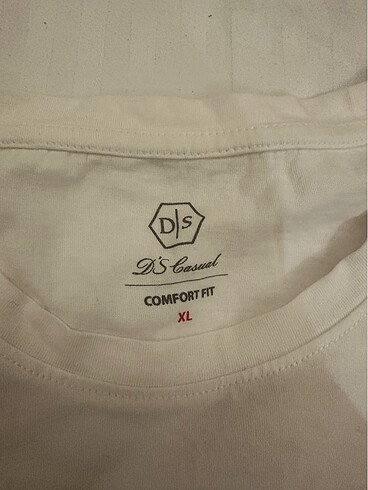 D|S
D'S Casual
COMFORT FIT
XL